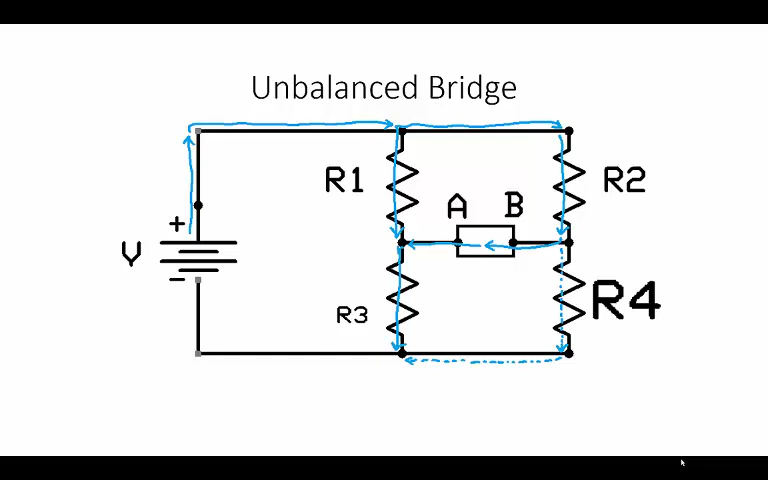 Unbalanced Bridge
R1
R2
A
B
+
V
−
R3
R4